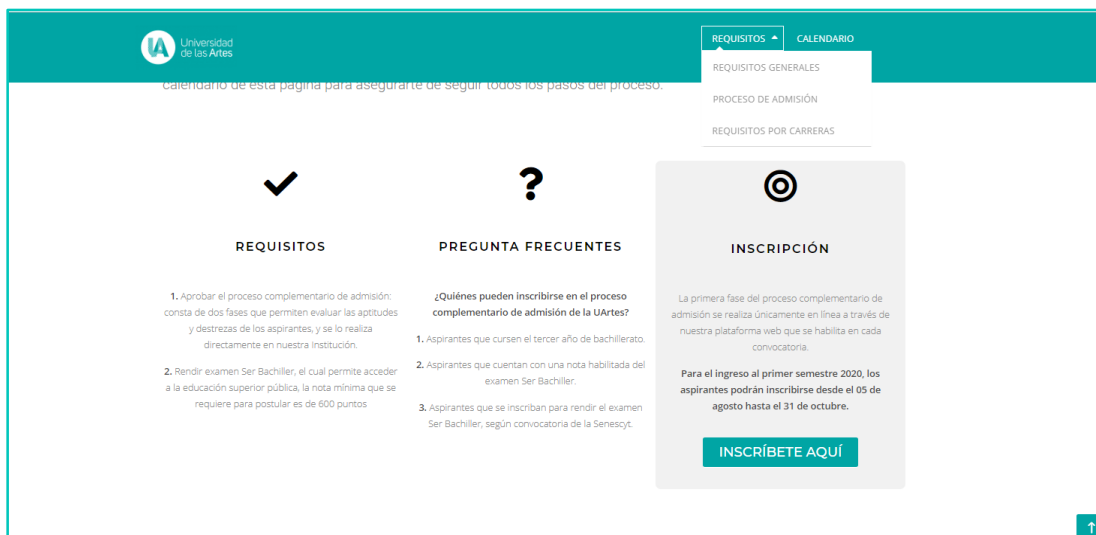 Universidad
de las Artes
REQUISITOS
CALENDARIO
REQUISITOS GENERALES
PROCESO DE ADMISIÓN
REQUISITOS POR CARRERAS
calendario de esta página para asegurarte de seguir todos los pasos del proceso.
REQUISITOS
1. Aprobar el proceso complementario de admisión:
consta de dos fases que permiten evaluar las aptitudes
y destrezas de los aspirantes, y se lo realiza
directamente en nuestra Institución.
2. Rendir examen Ser Bachiller, el cual permite acceder
a la educación superior pública, la nota mínima que se
requiere para postular es de 600 puntos
PREGUNTA FRECUENTES
¿Quiénes pueden inscribirse en el proceso
complementario de admisión de la UArtes?
1. Aspirantes que cursen el tercer año de bachillerato.
2. Aspirantes que cuentan con una nota habilitada del
examen Ser Bachiller.
3. Aspirantes que se inscriban para rendir el examen
Ser Bachiller, según convocatoria de la Senescyt.
INSCRIPCIÓN
La primera fase del proceso complementario de
admisión se realiza únicamente en línea a través de
nuestra plataforma web que se habilita en cada
convocatoria.
Para el ingreso al primer semestre 2020, los
aspirantes podrán inscribirse desde el 05 de
agosto hasta el 31 de octubre.
INSCRÍBETE AQUÍ